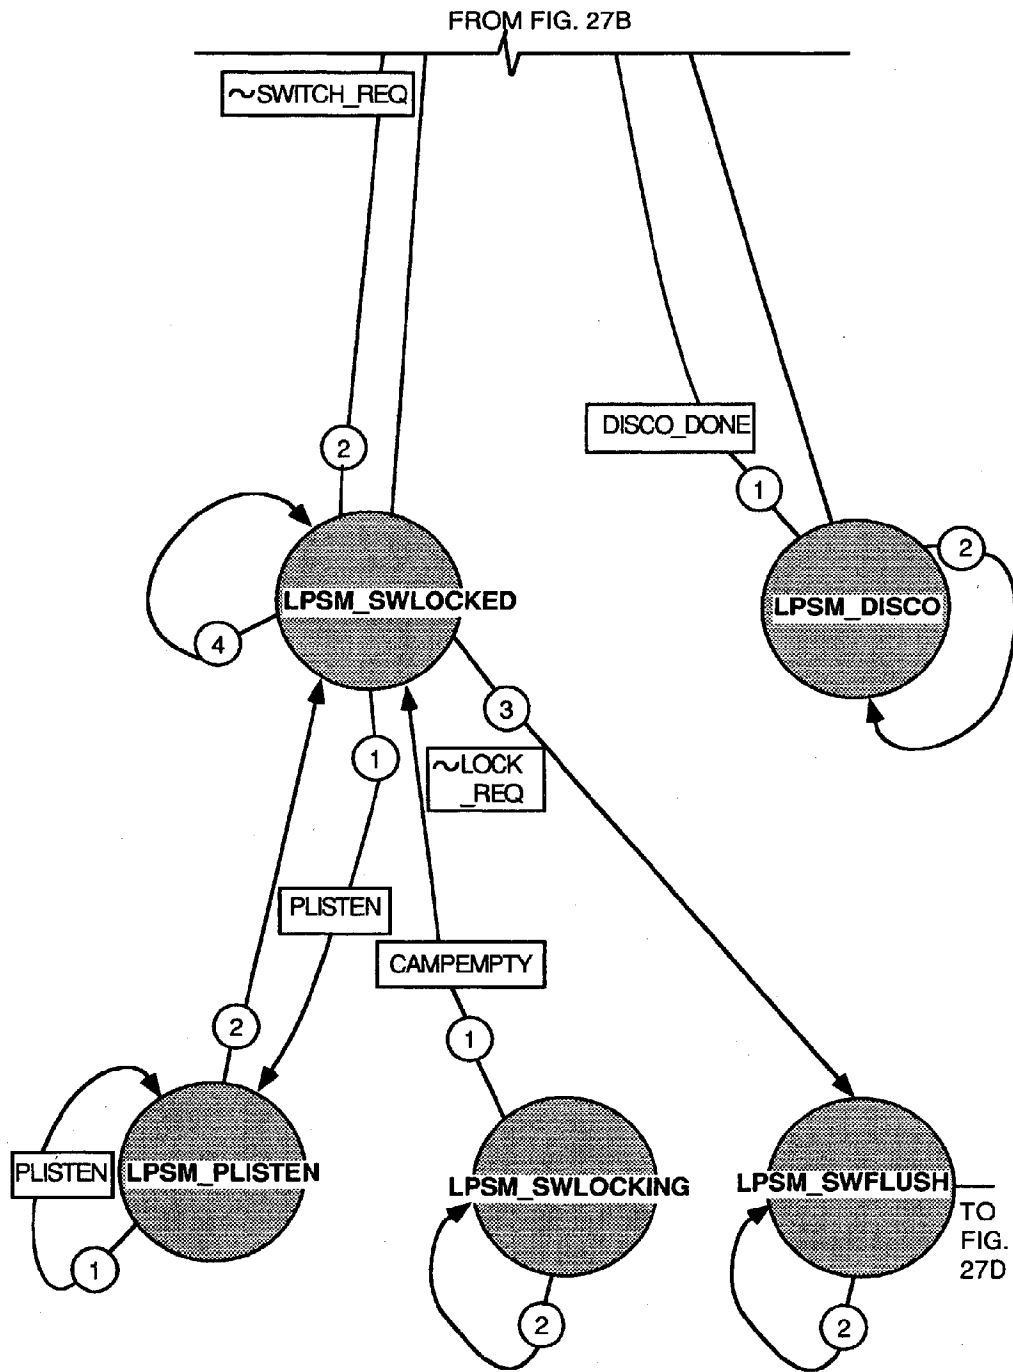 FROM FIG. 27B
~SWITCH_REQ
DISCO_DONE
2
1
2
LPSM_SWLOCKED
LPSM_DISCO
4
3
1
~LOCK
_REQ
PLISTEN
CAMPEMPTY
2
1
PLISTEN
LPSM_PLISTEN
LPSM_SWLOCKING
LPSM_SWFLUSH
TO
FIG.
27D
1
2
2